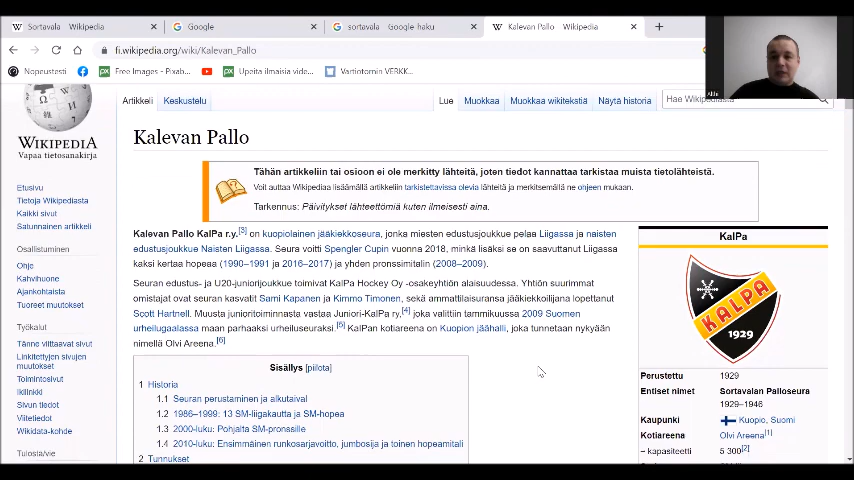 Sortavala – Wikipedia
Google
sortavala - Google-haku
Kalevan Pallo – Wikipedia
fi.wikipedia.org/wiki/Kalevan_Pallo
Nopeustesti
Free Images - Pixab...
Upeita ilmaisia vide...
Vartiotornin VERKK...
Altti
WIKIPEDIA
Vapaa tietosanakirja
Artikkeli
Keskustelu
Lue
Muokkaa
Muokkaa wikitekstiä
Näytä historia
Hae Wikipediasta
Kalevan Pallo
Tähän artikkeliin tai osioon ei ole merkitty lähteitä, joten tiedot kannattaa tarkistaa muista tietolähteistä.
Voit auttaa Wikipediaa lisäämällä artikkeliin tarkistettavissa olevia lähteitä ja merkitsemällä ne ohjeen mukaan.
Tarkennus: Päivitykset lähteettömiä kuten ilmeisesti aina.
Etusivu
Tietoja Wikipediasta
Kaikki sivut
Satunnainen artikkeli
Osallistuminen
Ohje
Kahvihuone
Ajankohtaista
Tuoreet muutokset
Työkalut
Tänne viittaavat sivut
Linkitettyjen sivujen
muutokset
Toimintosivut
Ikilinkki
Sivun tiedot
Viitetiedot
Wikidata-kohde
Tulosta/vie
Kalevan Pallo KalPa r.y.[3] on kuopiolainen jääkiekkoseura, jonka miesten edustusjoukkue pelaa Liigassa ja naisten
edustusjoukkue Naisten Liigassa. Seura voitti Spengler Cupin vuonna 2018, minkä lisäksi se on saavuttanut Liigassa
kaksi kertaa hopeaa (1990–1991 ja 2016–2017) ja yhden pronssimitalin (2008–2009).
Seuran edustus- ja U20-juniorijoukkue toimivat KalPa Hockey Oy -osakeyhtiön alaisuudessa. Yhtiön suurimmat
omistajat ovat seuran kasvatit Sami Kapanen ja Kimmo Timonen, sekä ammattilaisuransa jääkiekkoilijana lopettanut
Scott Hartnell. Muusta junioritoiminnasta vastaa Juniori-KalPa ry,[4] joka valittiin tammikuussa 2009 Suomen
urheilugaalassa maan parhaaksi urheiluseuraksi.[5] KalPan kotiareena on Kuopion jäähalli, joka tunnetaan nykyään
nimellä Olvi Areena.[6]
Sisällys [piilota]
1 Historia
1.1 Seuran perustaminen ja alkutaival
1.2 1986–1999: 13 SM-liigakautta ja SM-hopea
1.3 2000-luku: Pohjalta SM-pronssille
1.4 2010-luku: Ensimmäinen runkosarjavoitto, jumbosija ja toinen hopeamitali
2 Tunnukset
KalPa
KALPA
1929
Perustettu 1929
Entiset nimet Sortavalan Palloseura
1929–1946
Kaupunki Kuopio, Suomi
Kotiareena Olvi Areena[1]
– kapasiteetti 5 300[2]